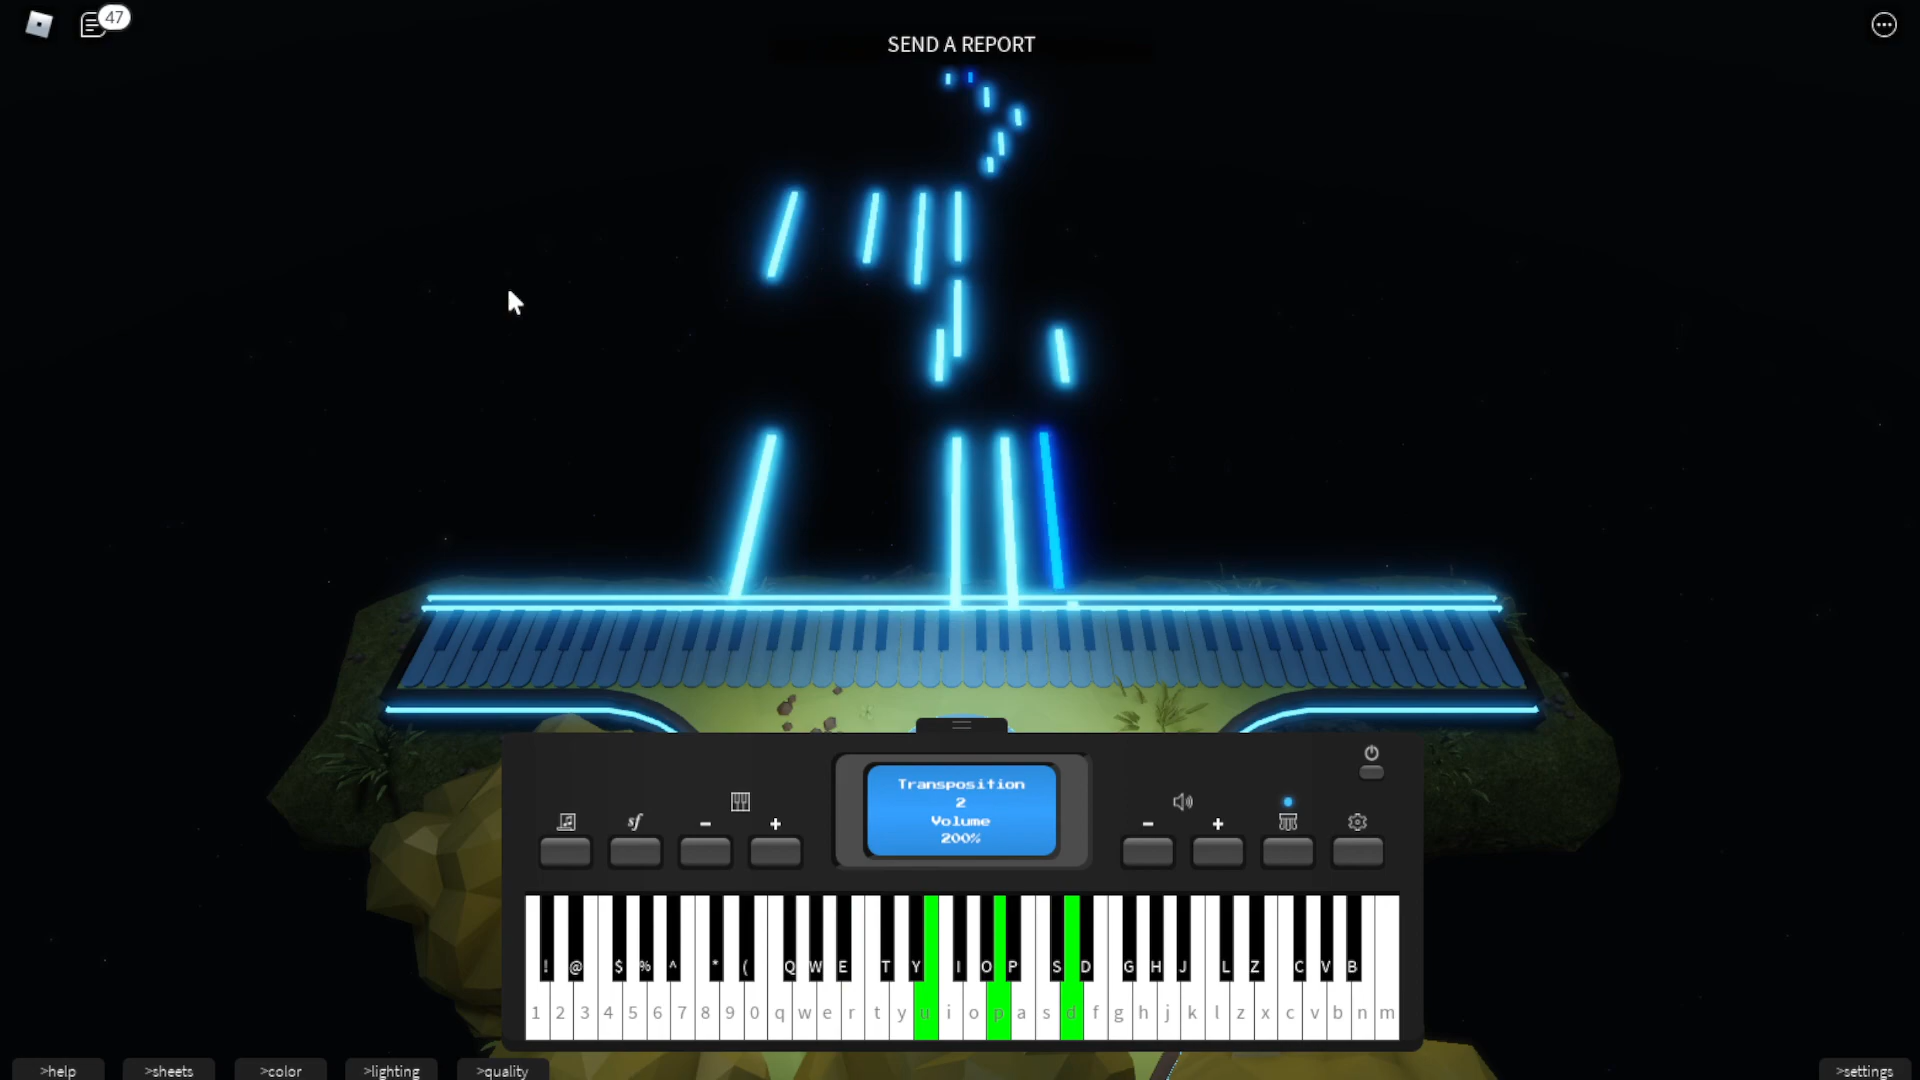 47
SEND A REPORT
Transposition
2
Volume
200%
sf
- +
- +
! @ $ % ^ * ( Q W E T Y I O P S D G H J L Z C V B
1 2 3 4 5 6 7 8 9 0 q w e r t y u i o p a s d f g h j k l z x c v b n m
>help >sheets >color >lighting >quality >settings